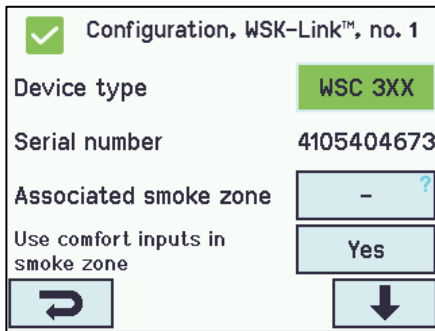 Configuration, WSK-Link™, no. 1
Device type WSC 3XX
Serial number 4105404673
Associated smoke zone - ?
Use comfort inputs in
smoke zone Yes